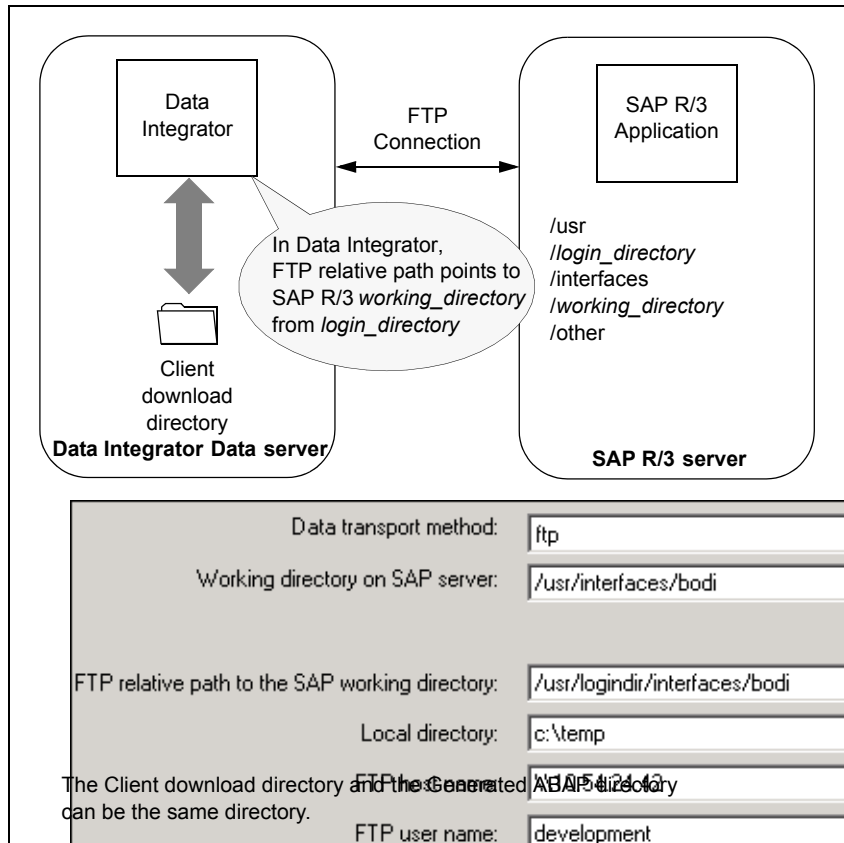 Data
Integrator
FTP
Connection
SAP R/3
Application
In Data Integrator,
FTP relative path points to
SAP R/3 working_directory
from login_directory
/usr
/login_directory
/interfaces
/working_directory
/other
Client
download
directory
Data Integrator Data server
SAP R/3 server
Data transport method: ftp
Working directory on SAP server: /usr/interfaces/bodi
FTP relative path to the SAP working directory: /usr/logindir/interfaces/bodi
Local directory: c:\temp
FTP host name:
The Client download directory and the Generated ABAP directory
can be the same directory.
FTP user name: development